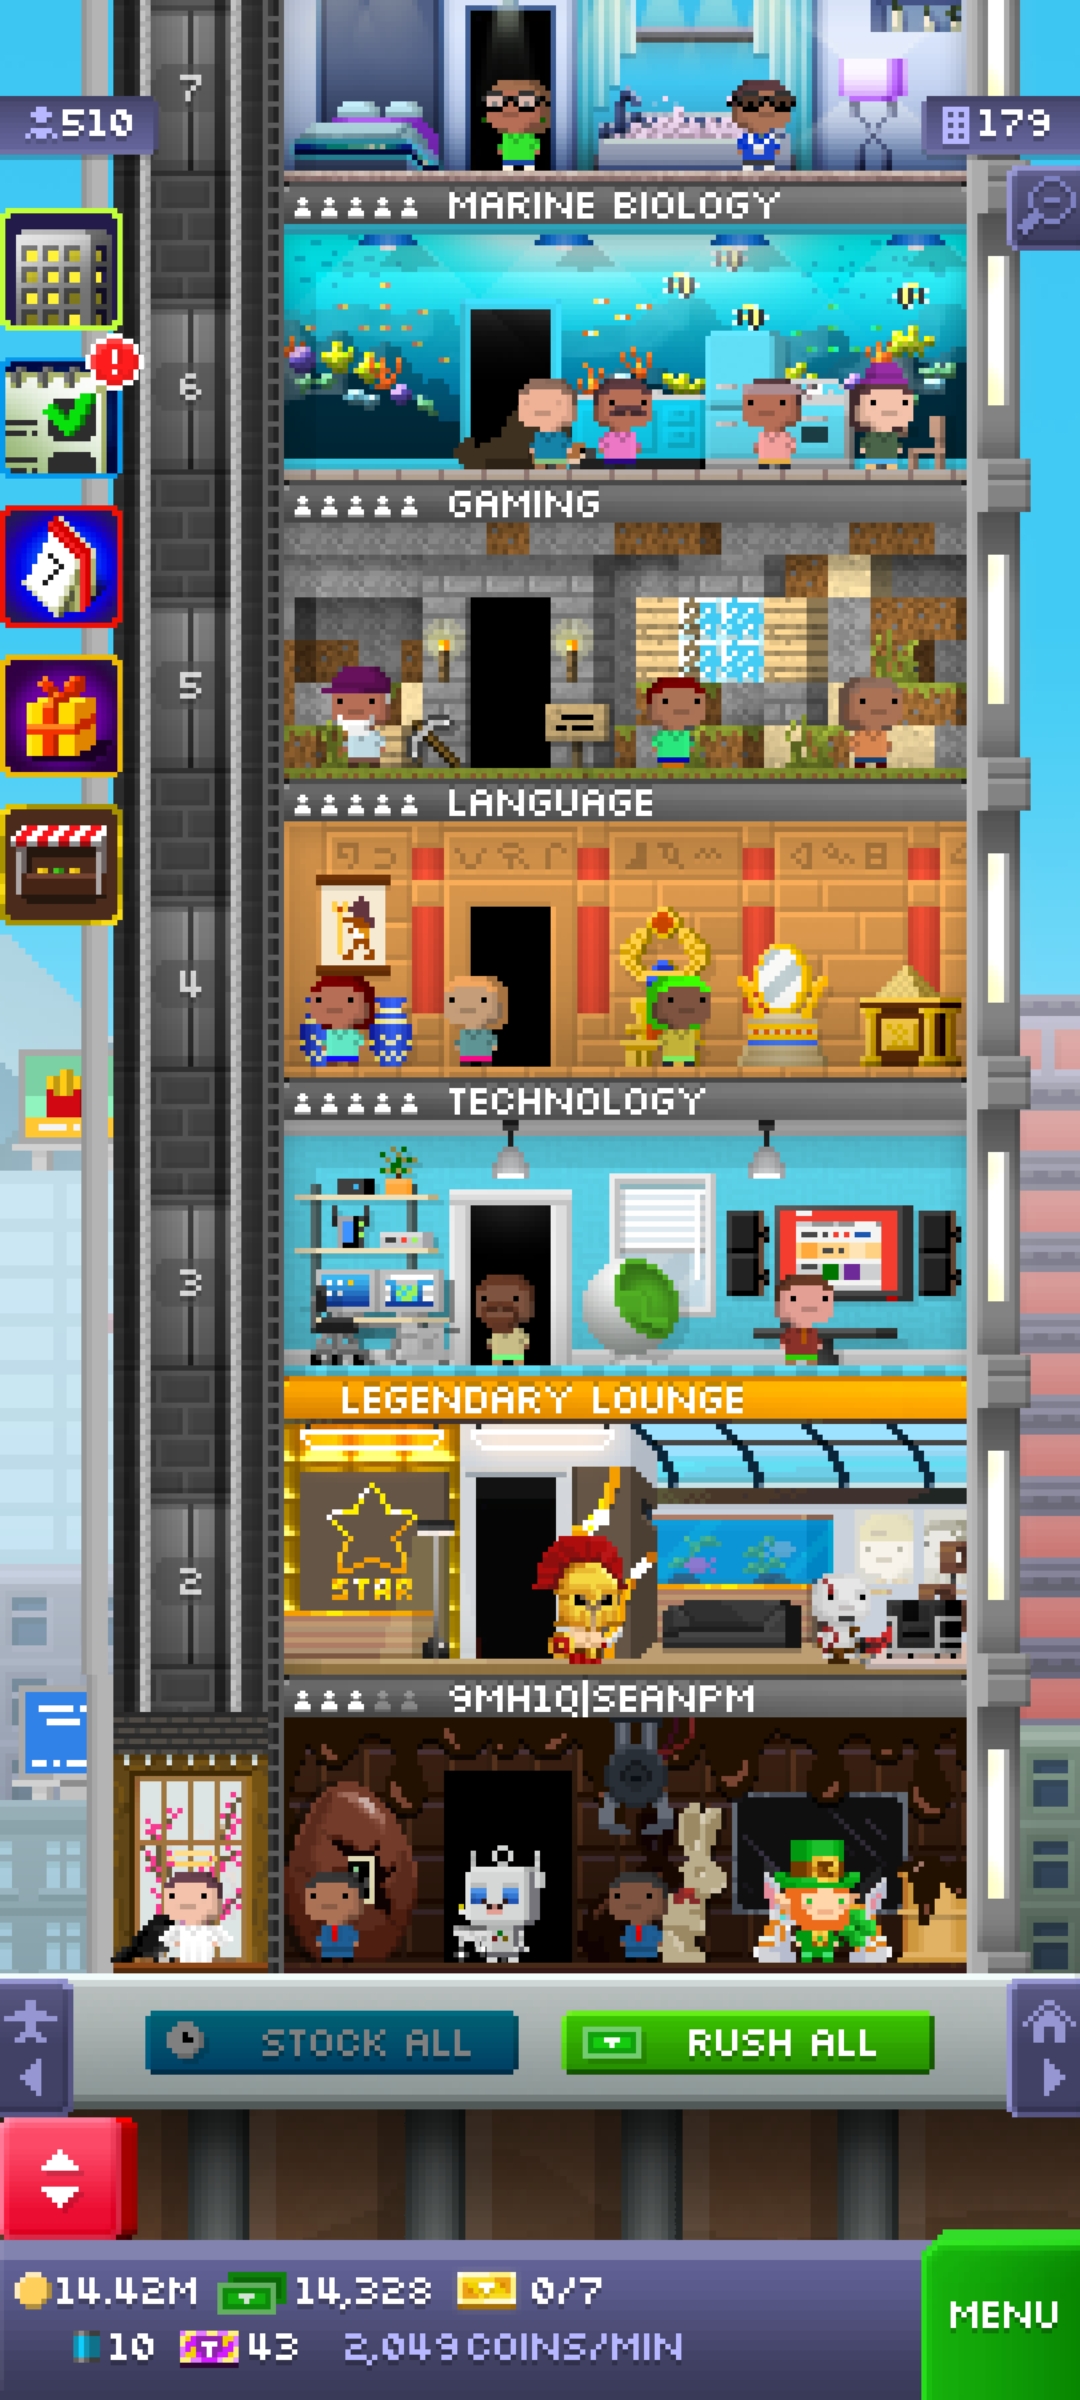 7
510
179
MARINE BIOLOGY
6
GAMING
5
LANGUAGE
4
TECHNOLOGY
3
LEGENDARY LOUNGE
STAR
2
9MH1Q|SEANPM
STOCK ALL
RUSH ALL
14.42M 14,328 0/7
MENU
10 43 2,049 COINS/MIN